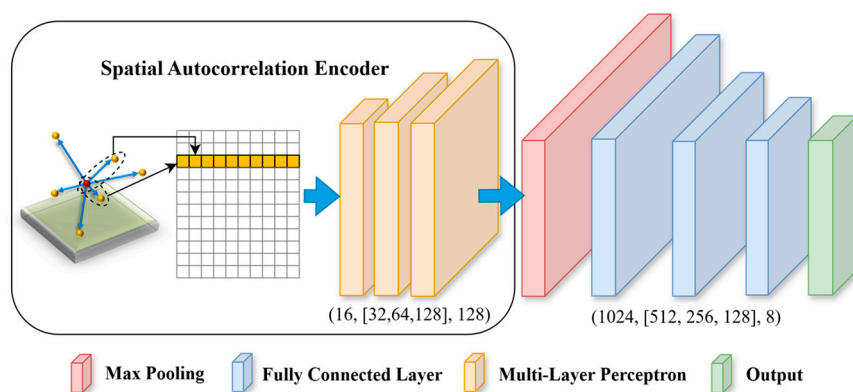 Spatial Autocorrelation Encoder
(16, [32,64,128], 128)
(1024, [512, 256, 128], 8)
Max Pooling
Fully Connected Layer
Multi-Layer Perceptron
Output